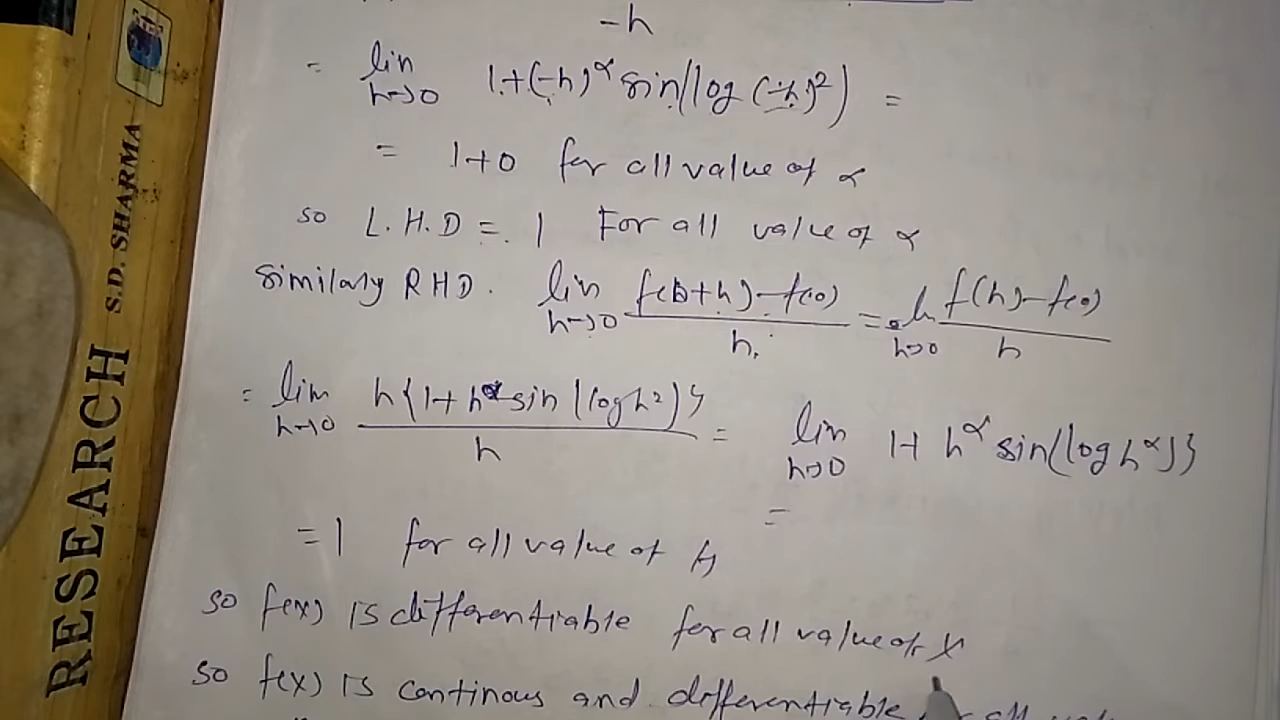 -h
= lim h→0 1+(-h)^α sin(log(-h)^2) =
= 1+0 for all value of α
so L.H.D = 1 For all value of α
similary RHD. lim h→0 f(0+h)-f(0) / h = h→0 f(h)-f(0) / h
= lim h→0 h{1+h^α sin(log h^2)} / h = lim h→0 1+ h^α sin(log h^α)}
=
=1 for all value of
so f(x) is differentiable for all value of X
so f(x) is continous and differentiable all
RESEARCH S.D. SHARMA